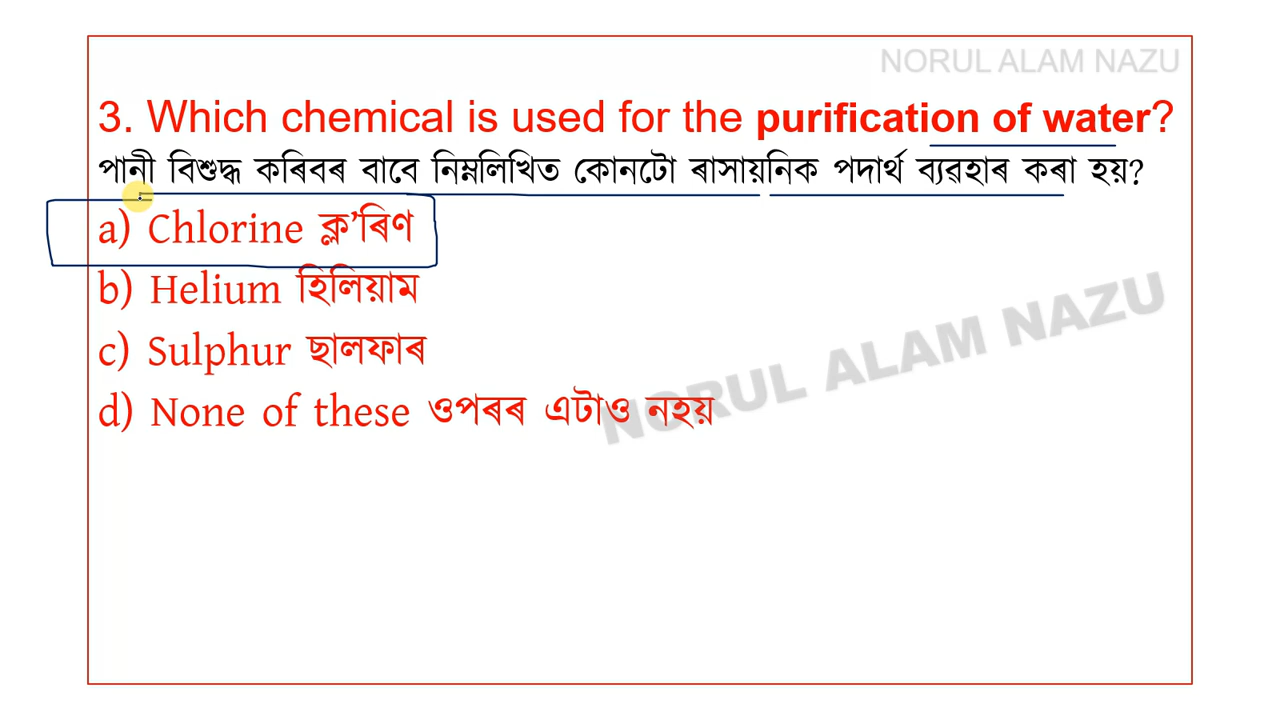 NORUL ALAM NAZU
3. Which chemical is used for the purification of water?
পানী বিশুদ্ধ কৰিবৰ বাবে নিম্নলিখিত কোনটো ৰাসায়নিক পদাৰ্থ ব্যৱহাৰ কৰা হয়?
a) Chlorine ক্ল’ৰিণ
b) Helium হিলিয়াম
c) Sulphur ছালফাৰ
d) None of these ওপৰৰ এটাও নহয়
NORUL ALAM NAZU